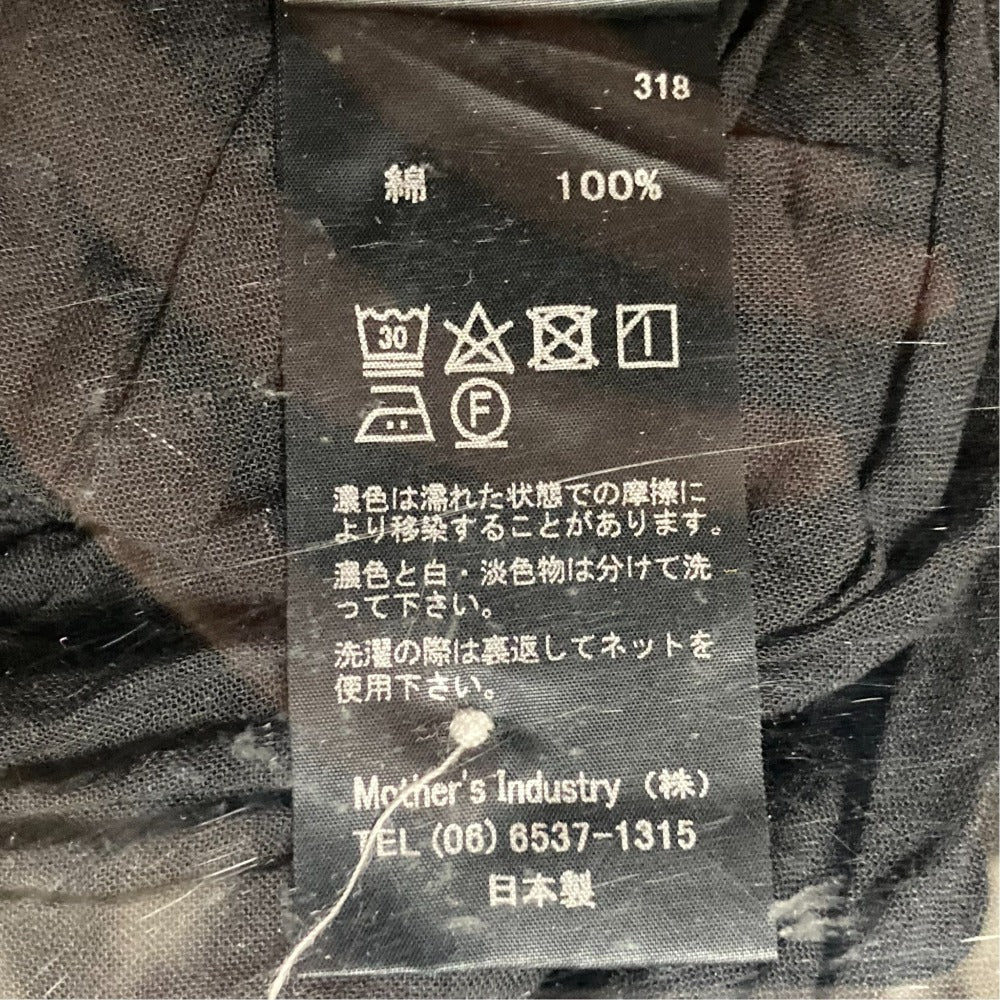 318
綿 100%
30
F
濃色は濡れた状態での摩擦に
より移染することがあります。
濃色と白・淡色物は分けて洗
って下さい。
洗濯の際は裏返してネットを
使用下さい。
Mother's Industry (株)
TEL (06) 6537-1315
日本製